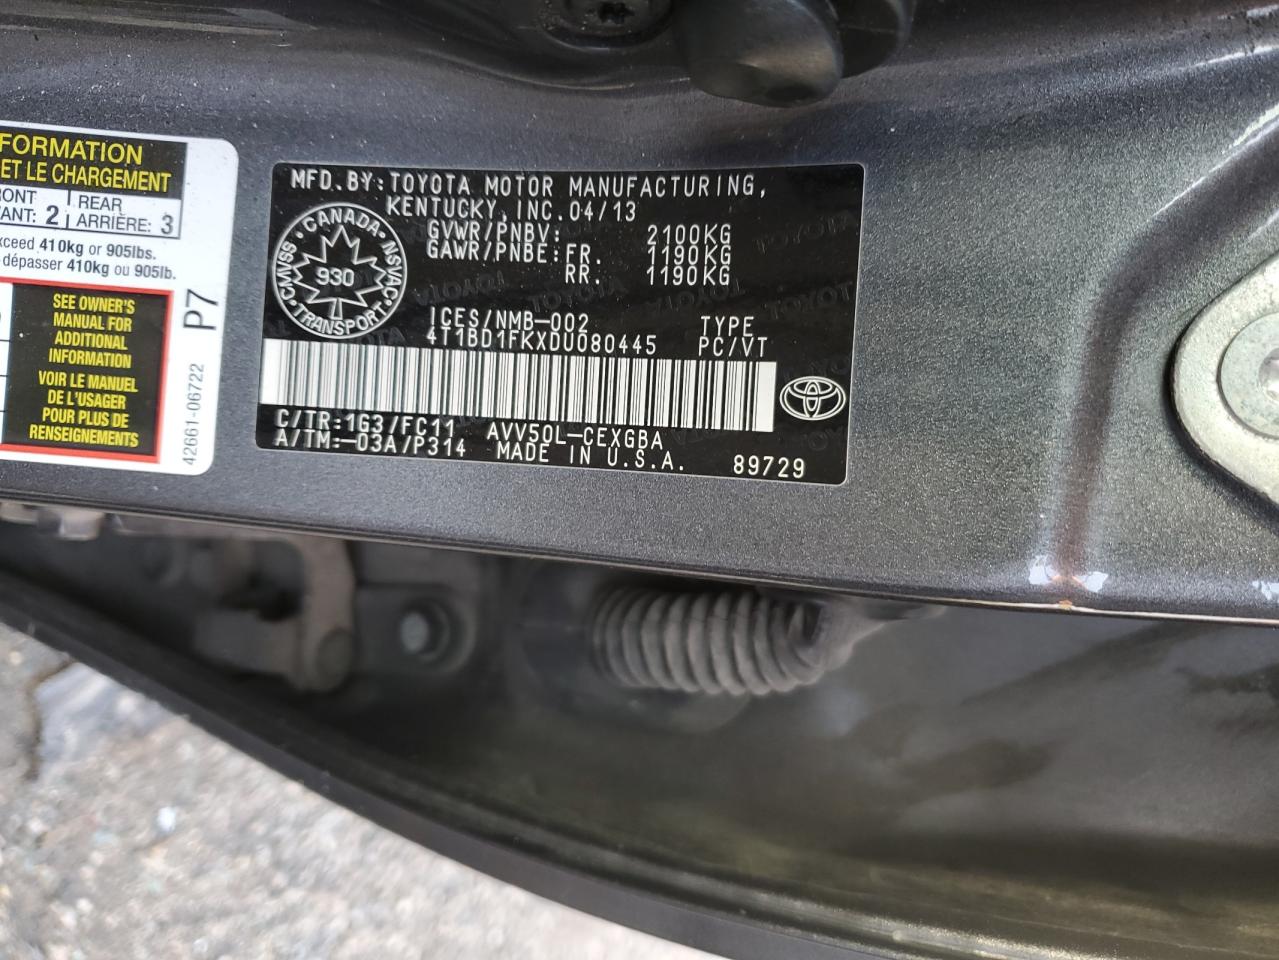 FORMATION
ET LE CHARGEMENT
RONT
ANT: 2
REAR
ARRIÈRE: 3
xceed 410kg or 905lbs.
dépasser 410kg ou 905lb.
SEE OWNER'S
MANUAL FOR
ADDITIONAL
INFORMATION
VOIR LE MANUEL
DE L'USAGER
POUR PLUS DE
RENSEIGNEMENTS
P7
42661-06722
MFD.BY:TOYOTA MOTOR MANUFACTURING,
KENTUCKY,INC.04/13
GVWR/PNBV: 2100KG
GAWR/PNBE:FR. 1190KG
RR. 1190KG
CANADA
CMVSS
NSVAC
930
TRANSPORT
ICES/NMB-002 TYPE
4T1BD1FKXDU080445 PC/VT
C/TR:1G3/FC11 AVV50L-CEXGBA
A/TM:-03A/P314 MADE IN U.S.A. 89729